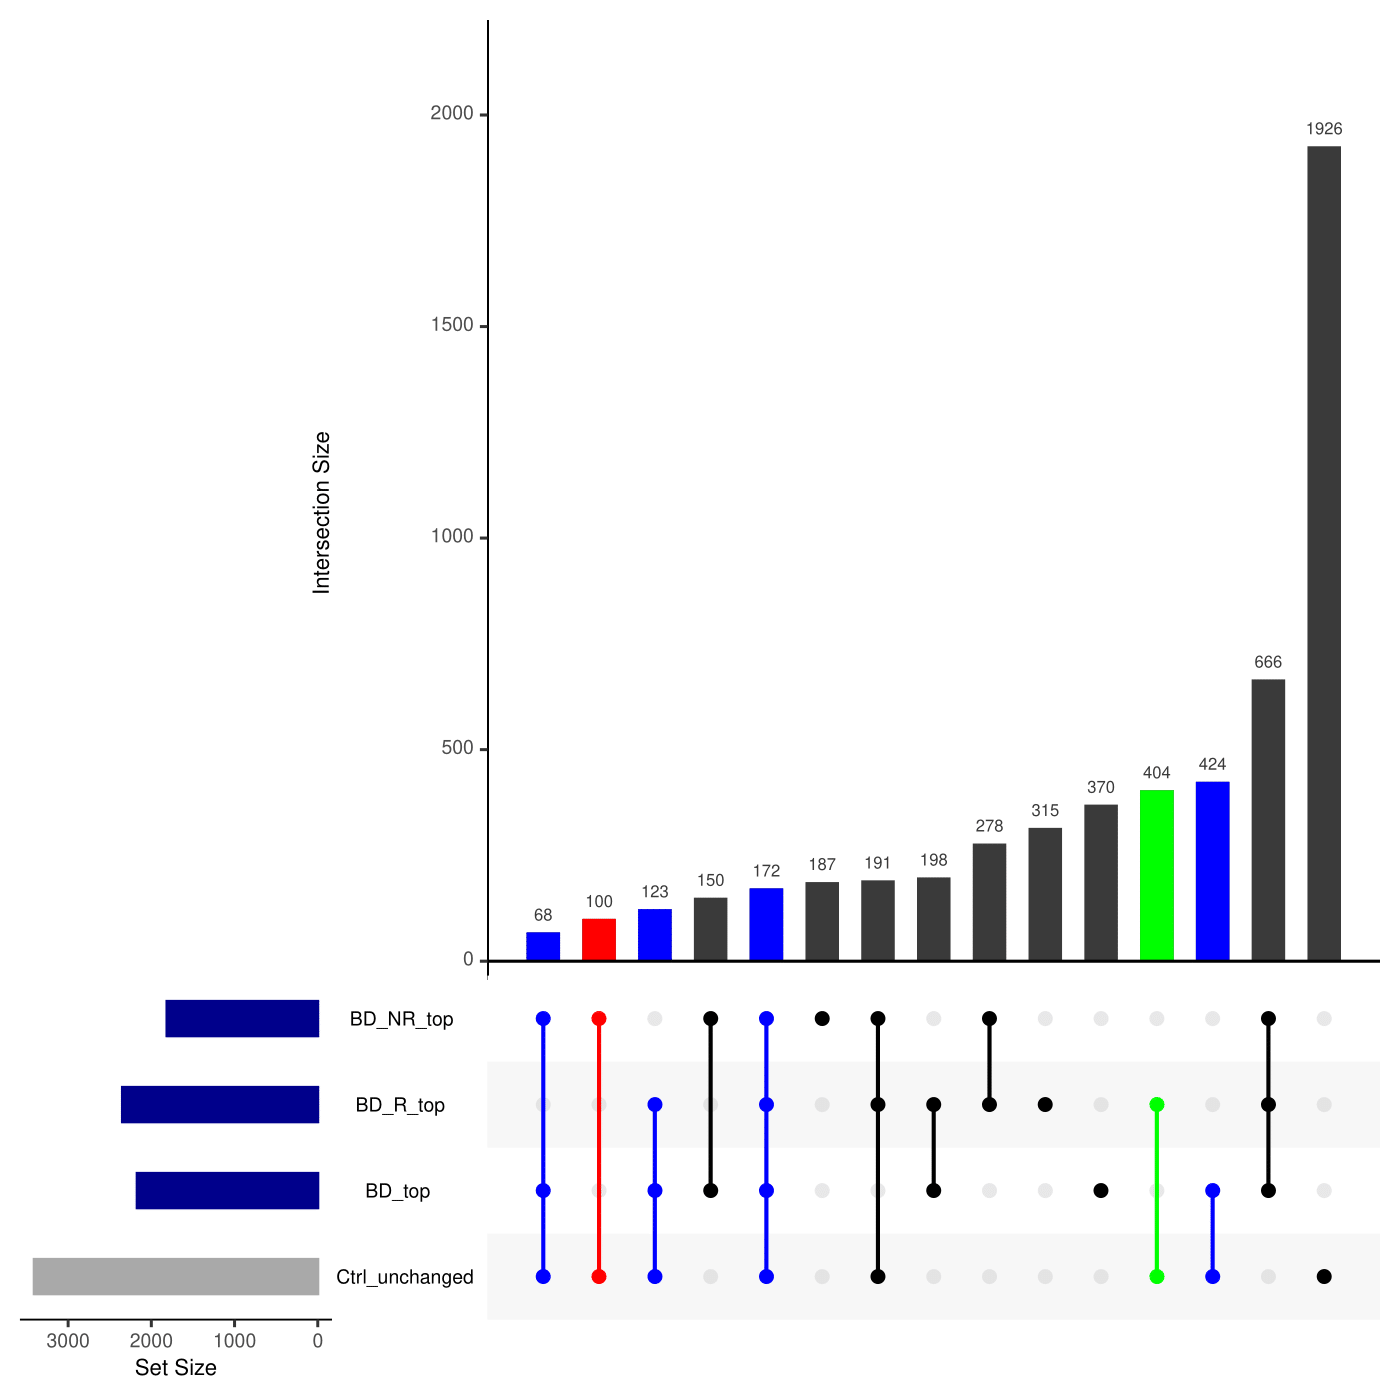 2000
1500
1000
500
0
Intersection Size
68
100
123
150
172
187
191
198
278
315
370
404
424
666
1926
BD_NR_top
BD_R_top
BD_top
Ctrl_unchanged
3000 2000 1000 0
Set Size